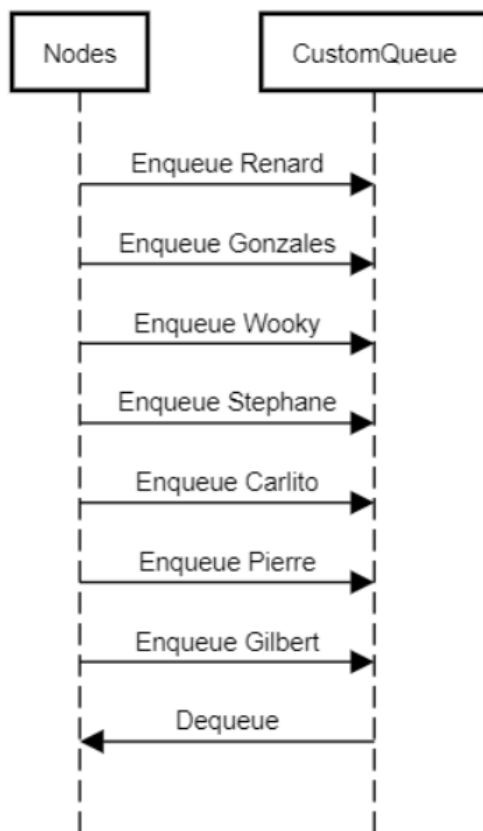 Nodes
CustomQueue
Enqueue Renard
Enqueue Gonzales
Enqueue Wooky
Enqueue Stephane
Enqueue Carlito
Enqueue Pierre
Enqueue Gilbert
Dequeue